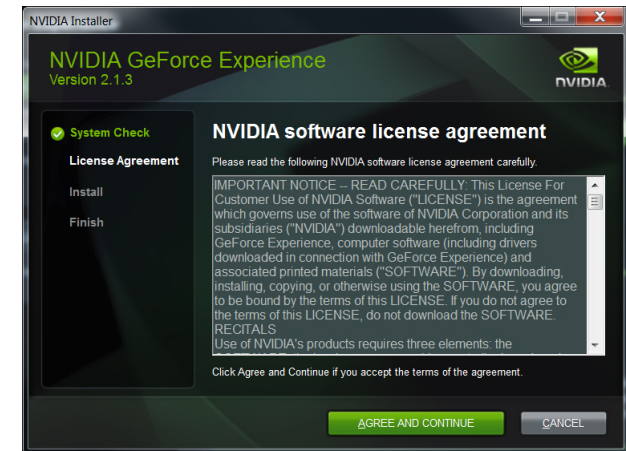 NVIDIA Installer
NVIDIA GeForce Experience
Version 2.1.3
NVIDIA.
System Check
License Agreement
Install
Finish
NVIDIA software license agreement
Please read the following NVIDIA software license agreement carefully.
IMPORTANT NOTICE -- READ CAREFULLY: This License For
Customer Use of NVIDIA Software ("LICENSE") is the agreement
which governs use of the software of NVIDIA Corporation and its
subsidiaries ("NVIDIA") downloadable herefrom, including
GeForce Experience, computer software (including drivers
downloaded in connection with GeForce Experience) and
associated printed materials ("SOFTWARE"). By downloading,
installing, copying, or otherwise using the SOFTWARE, you agree
to be bound by the terms of this LICENSE. If you do not agree to
the terms of this LICENSE, do not download the SOFTWARE.
RECITALS
Use of NVIDIA's products requires three elements: the
Click Agree and Continue if you accept the terms of the agreement.
AGREE AND CONTINUE
CANCEL